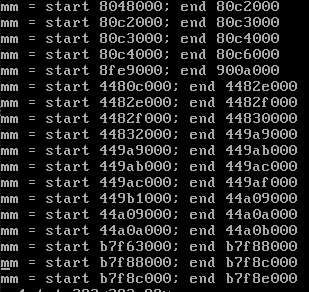 mm = start 8048000; end 80c2000
mm = start 80c2000; end 80c3000
mm = start 80c3000; end 80c4000
mm = start 80c4000; end 80c6000
mm = start 8fe9000; end 900a000
mm = start 4480c000; end 4482e000
mm = start 4482e000; end 4482f000
mm = start 4482f000; end 44830000
mm = start 44832000; end 449a9000
mm = start 449a9000; end 449ab000
mm = start 449ab000; end 449ac000
mm = start 449ac000; end 449af000
mm = start 449b1000; end 44a09000
mm = start 44a09000; end 44a0a000
mm = start 44a0a000; end 44a0b000
mm = start b7f63000; end b7f88000
mm = start b7f88000; end b7f8c000
mm = start b7f8c000; end b7f8e000